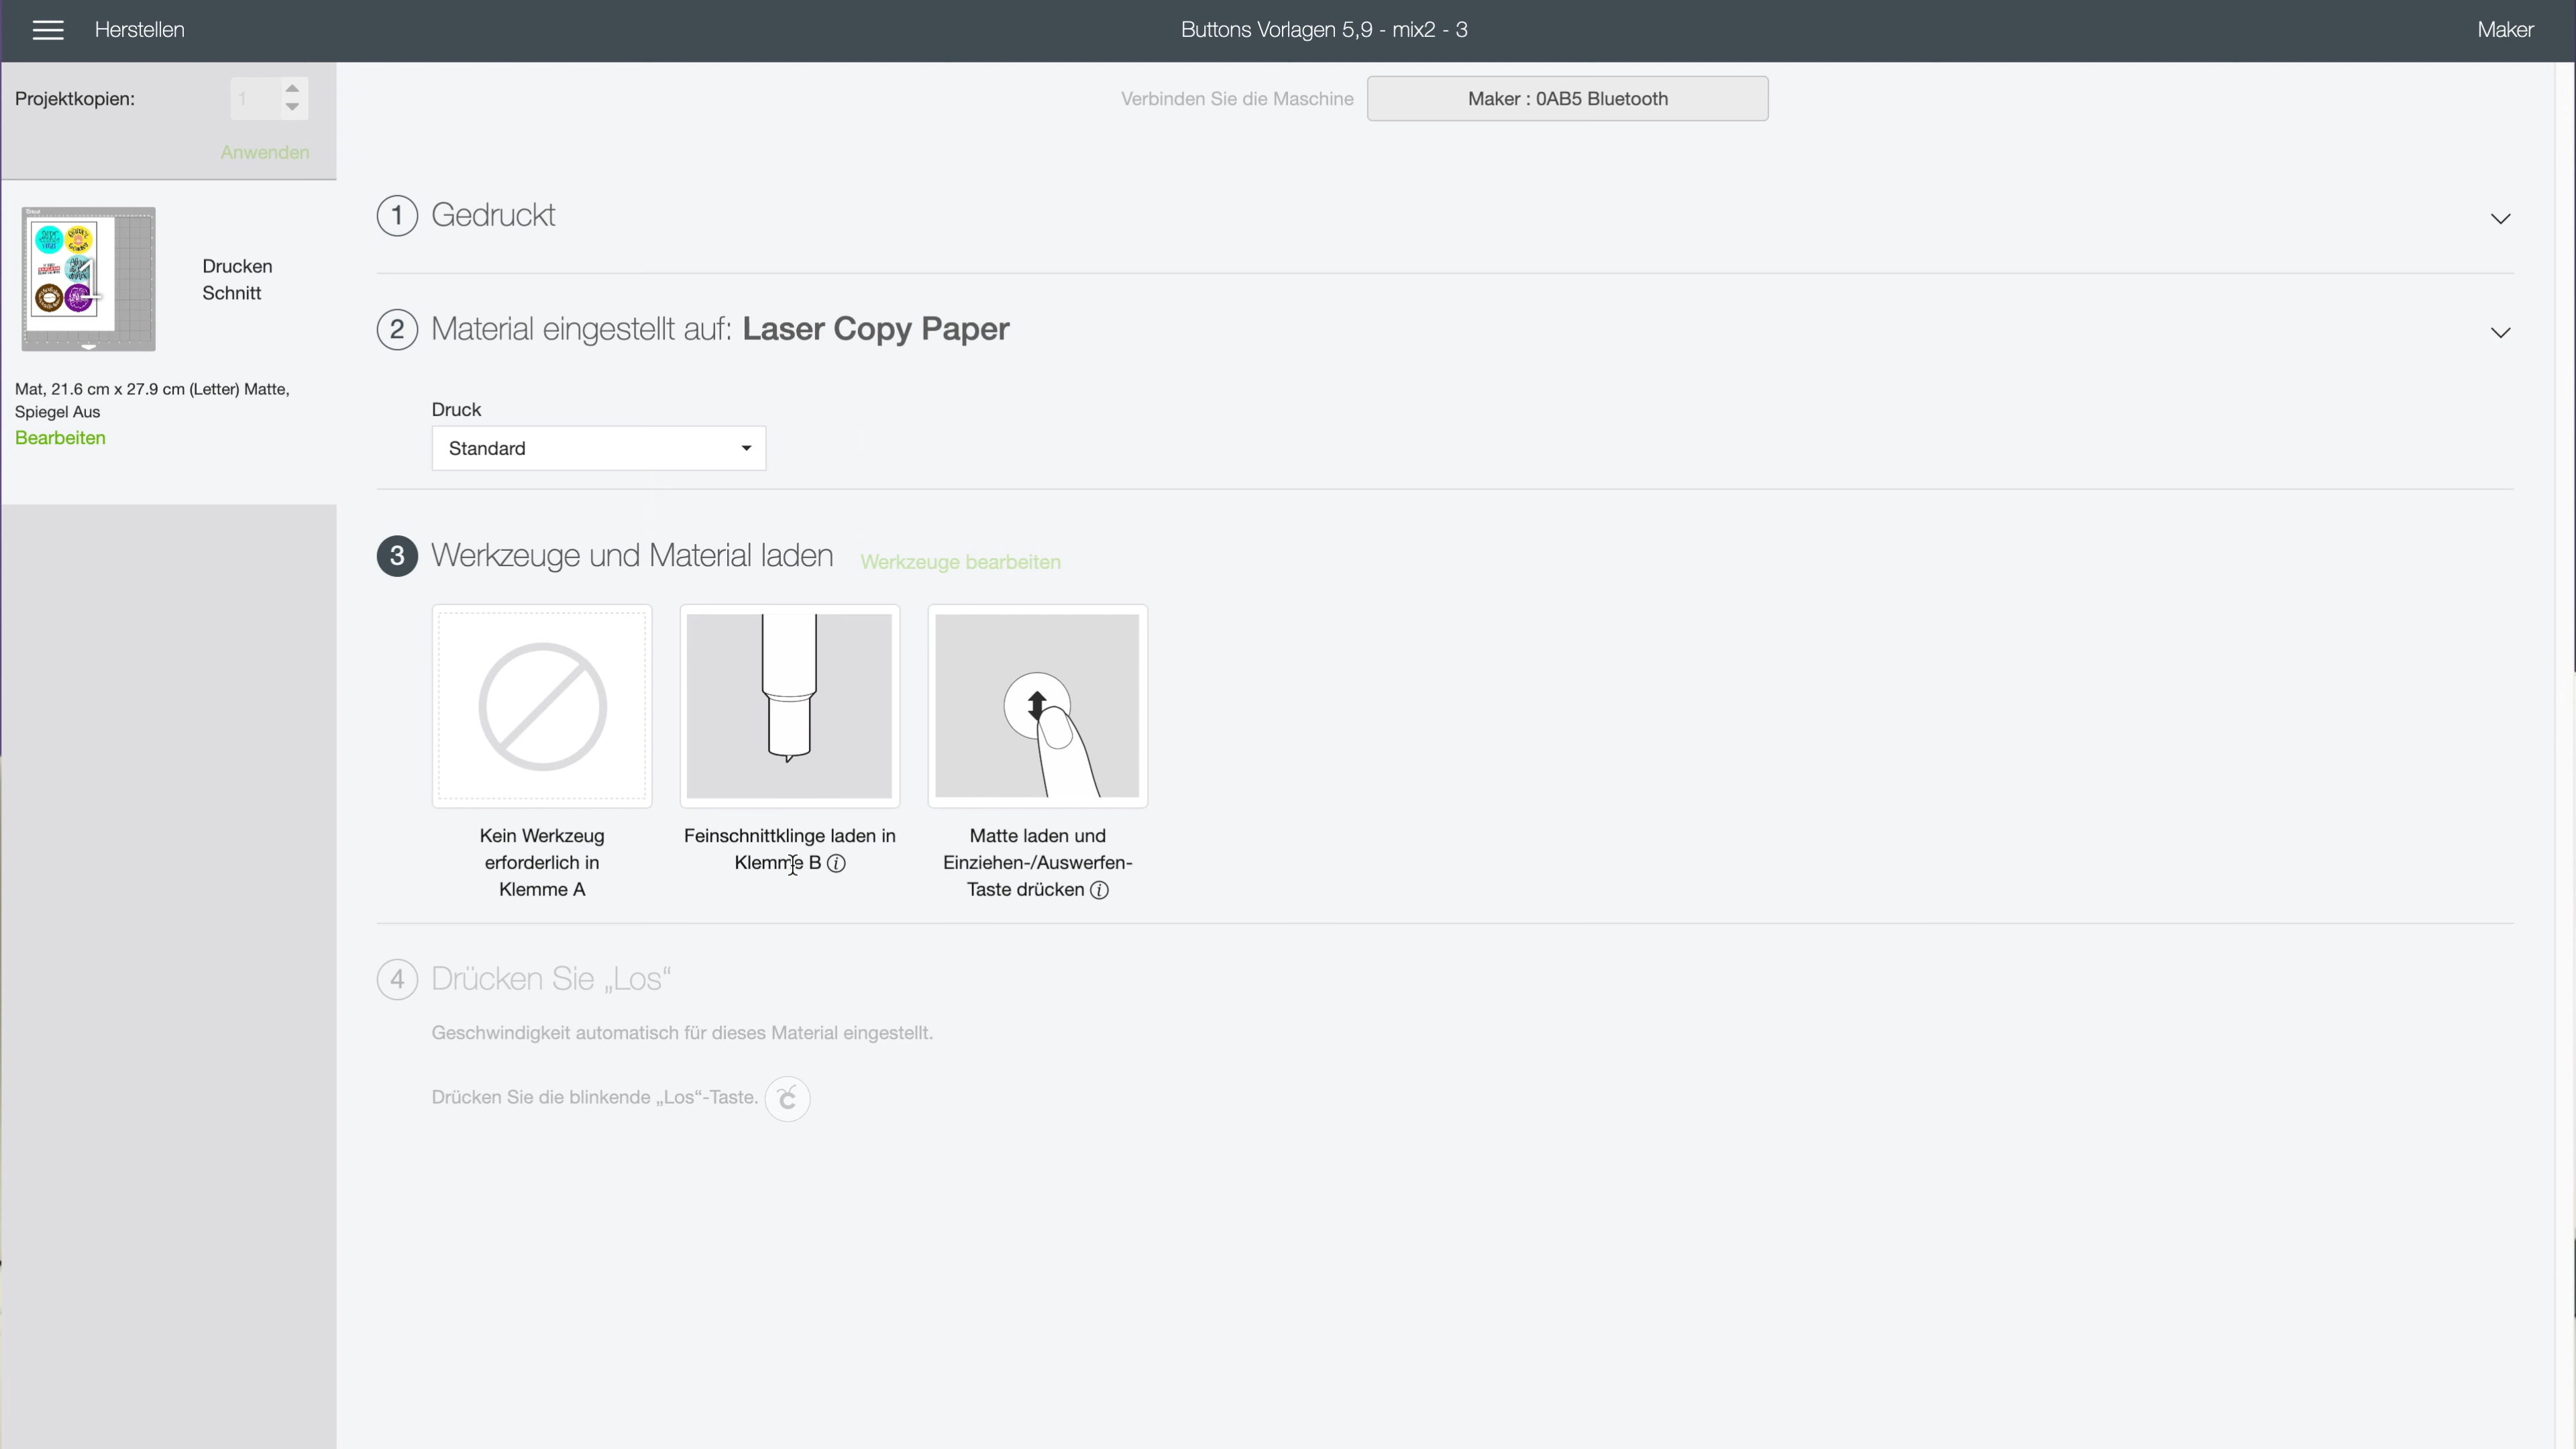 Herstellen
Buttons Vorlagen 5,9 - mix2 - 3
Maker
Projektkopien:
1
Anwenden
Verbinden Sie die Maschine
Maker : 0AB5 Bluetooth
Drucken
Schnitt
Mat, 21.6 cm x 27.9 cm (Letter) Matte,
Spiegel Aus
Bearbeiten
1 Gedruckt
2 Material eingestellt auf: Laser Copy Paper
Druck
Standard
3 Werkzeuge und Material laden
Werkzeuge bearbeiten
Kein Werkzeug
erforderlich in
Klemme A
Feinschnittklinge laden in
Klemme B
Matte laden und
Einziehen-/Auswerfen-
Taste drücken
4 Drücken Sie „Los“
Geschwindigkeit automatisch für dieses Material eingestellt.
Drücken Sie die blinkende „Los“-Taste.